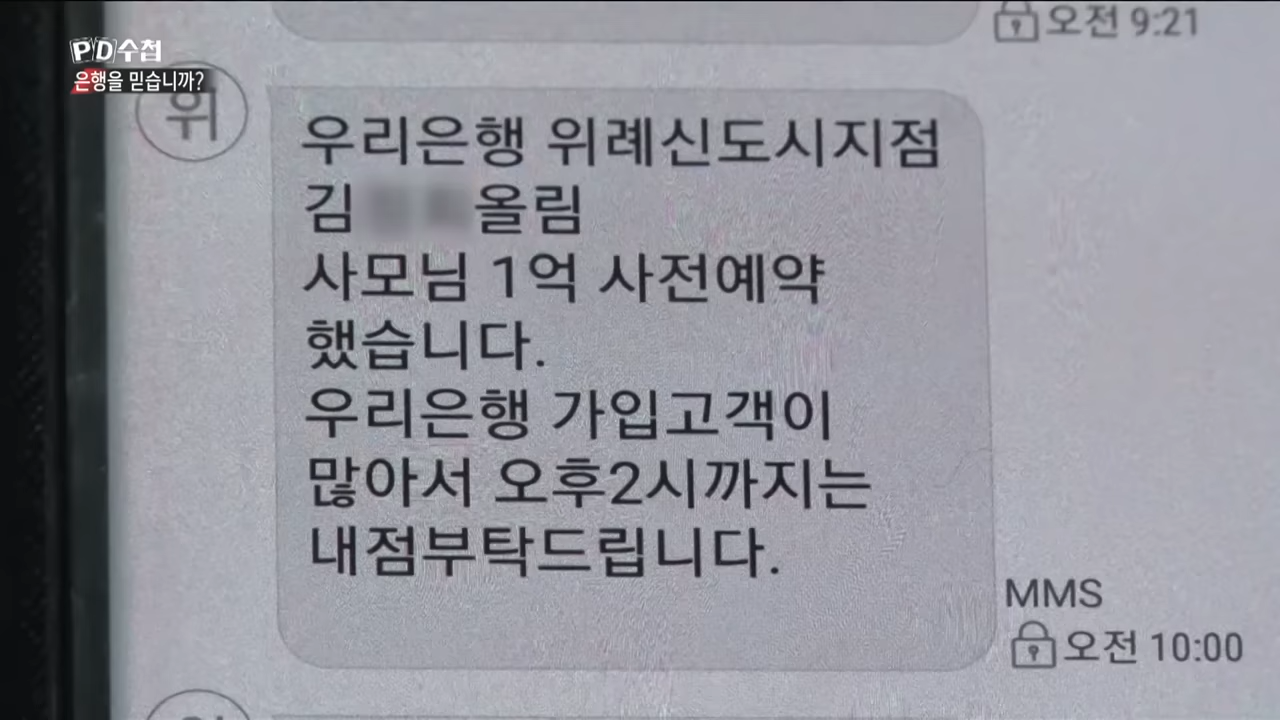 PD수첩
은행을 믿습니까?
오전 9:21
위
우리은행 위례신도시지점
김 올림
사모님 1억 사전예약
했습니다.
우리은행 가입고객이
많아서 오후2시까지는
내점부탁드립니다.
MMS
오전 10:00